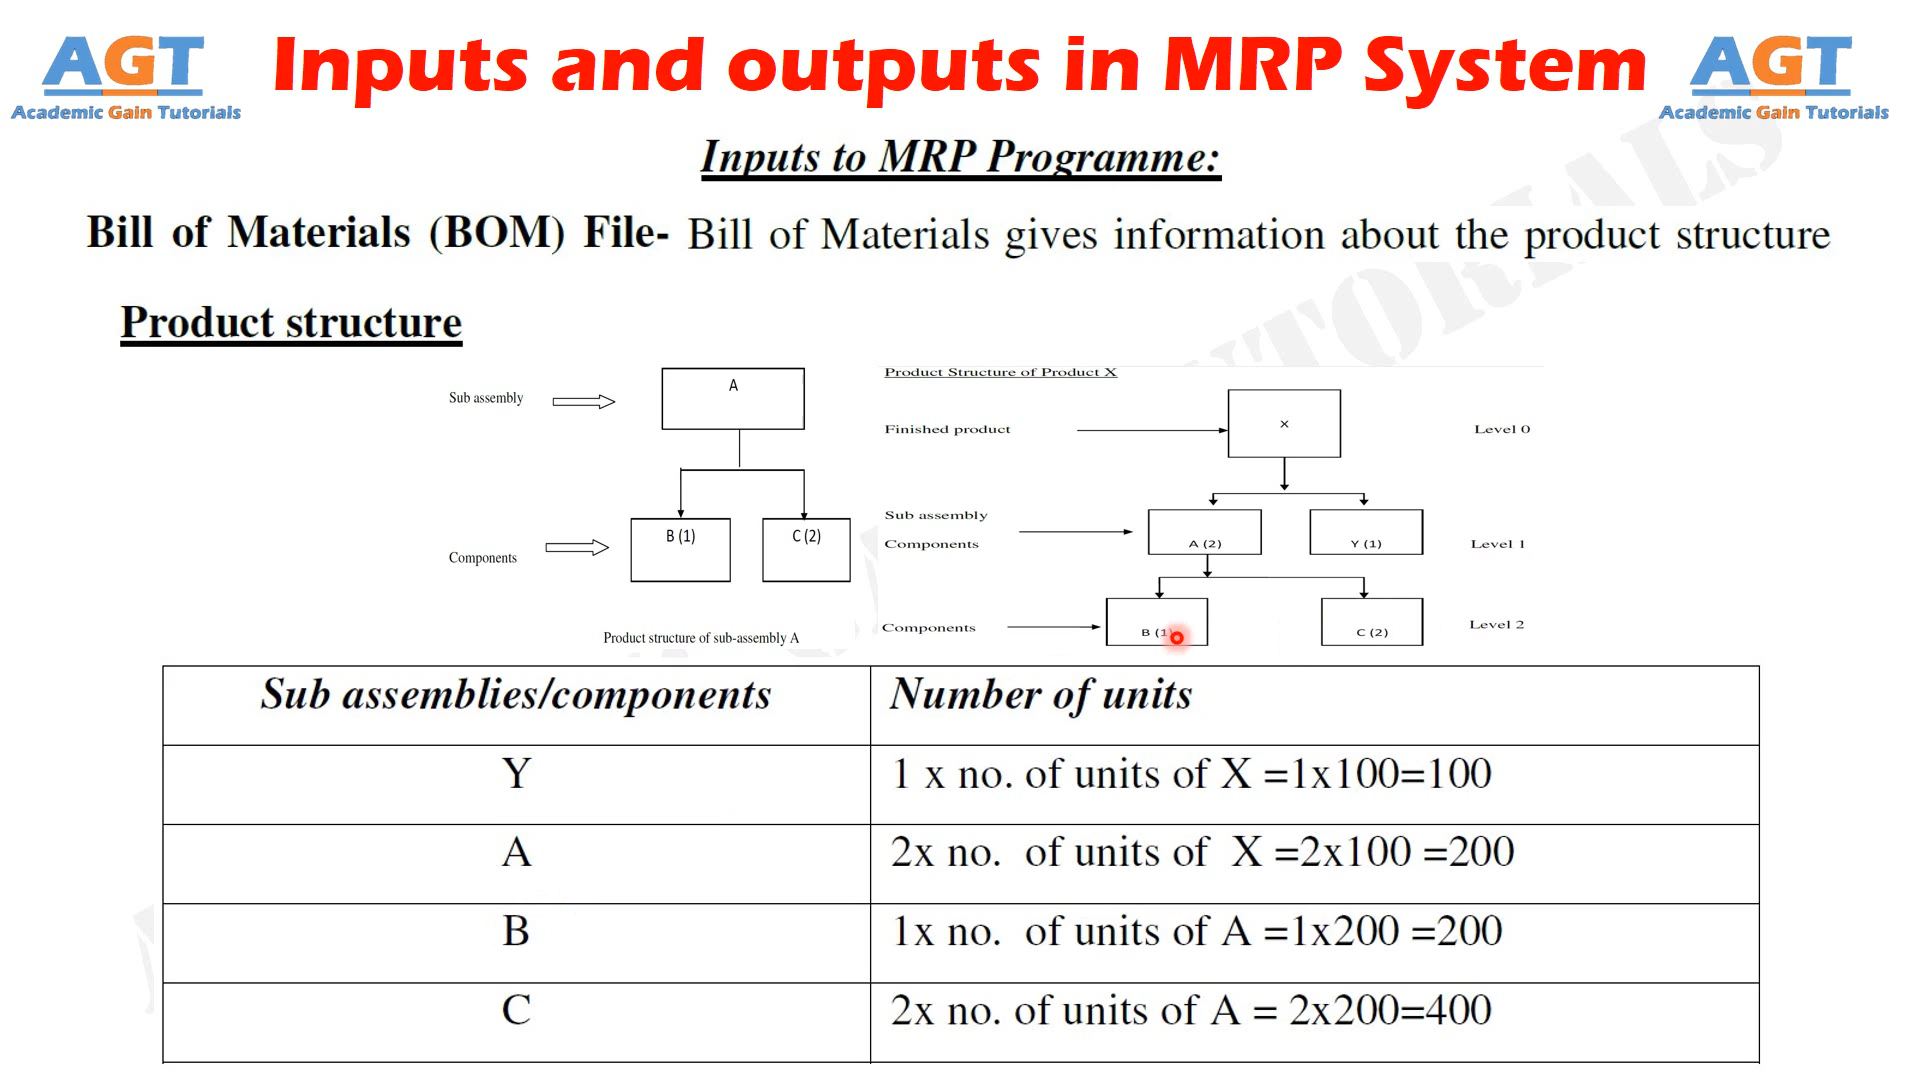 AGT
Academic Gain Tutorials
Inputs and outputs in MRP System
AGT
Academic Gain Tutorials
Inputs to MRP Programme:
Bill of Materials (BOM) File- Bill of Materials gives information about the product structure
Product structure
Sub assembly
A
Components
B (1)
C (2)
Product structure of sub-assembly A
Product Structure of Product X
Finished product
X
Level 0
Sub assembly
Components
A (2)
Y (1)
Level 1
Components
B (1)
C (2)
Level 2
Sub assemblies/components
Number of units
Y
1 x no. of units of X =1x100=100
A
2x no. of units of X =2x100 =200
B
1x no. of units of A =1x200 =200
C
2x no. of units of A = 2x200=400